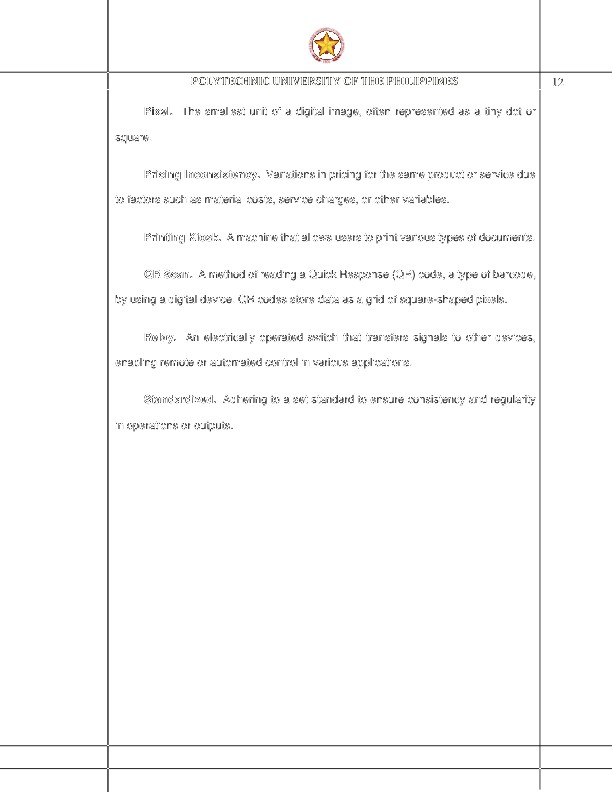 POLYTECHNIC UNIVERSITY OF THE PHILIPPINES
12
Pixel. The smallest unit of a digital image, often represented as a tiny dot or
square.
Pricing Inconsistency. Variations in pricing for the same product or service due
to factors such as material costs, service charges, or other variables.
Printing Kiosk. A machine that allows users to print various types of documents.
QR Scan. A method of reading a Quick Response (QR) code, a type of barcode,
by using a digital device. QR codes store data as a grid of square-shaped pixels.
Relay. An electrically operated switch that transfers signals to other devices,
enabling remote or automated control in various applications.
Standardized. Adhering to a set standard to ensure consistency and regularity
in operations or outputs.